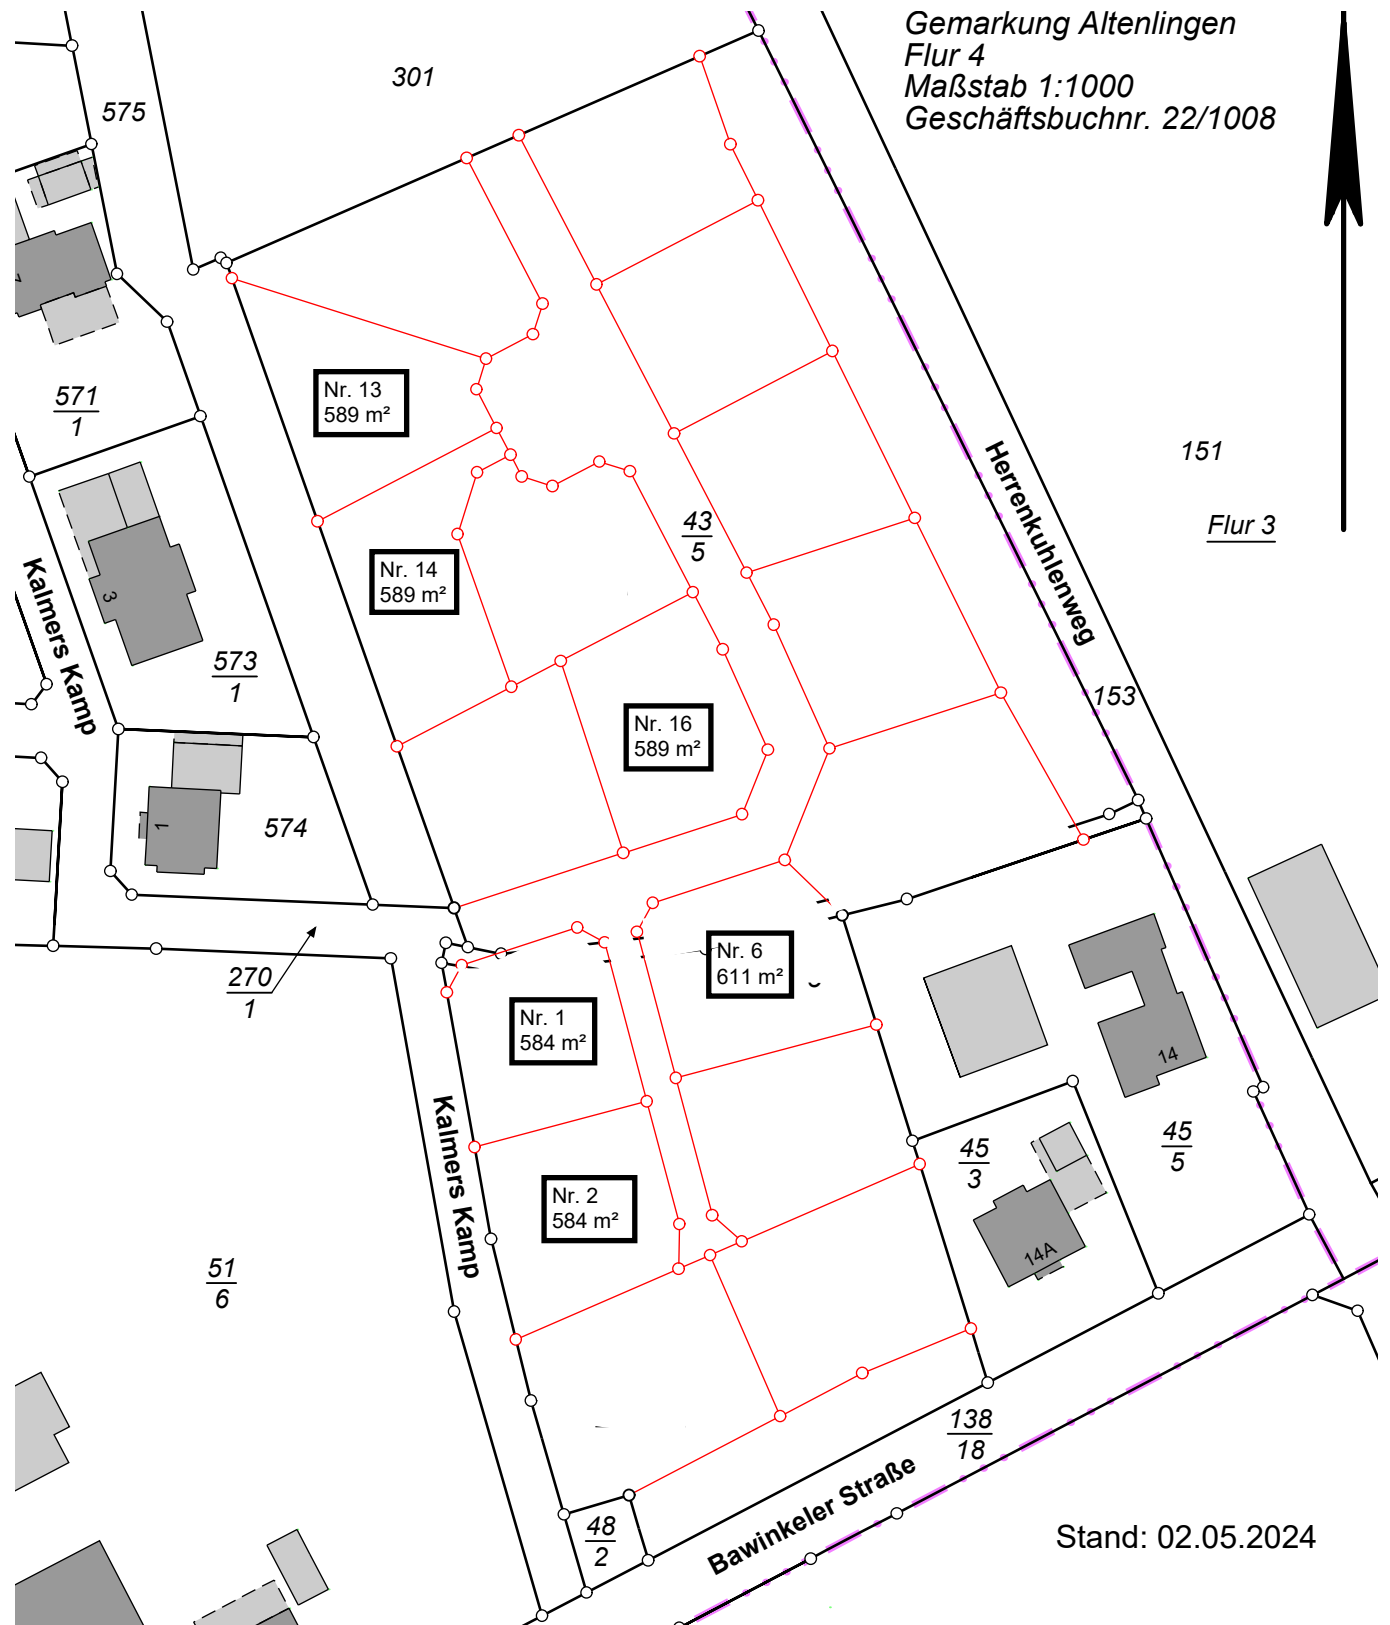 Gemarkung Altenlingen
Flur 4
Maßstab 1:1000
Geschäftsbuchnr. 22/1008
301
575
571
1
Nr. 13
589 m²
151
Flur 3
Herrenkuhlenweg
43
5
Nr. 14
589 m²
Kalmers Kamp
3
573
1
153
Nr. 16
589 m²
1
574
270
1
Nr. 6
611 m²
Nr. 1
584 m²
14
Kalmers Kamp
45
3
45
5
Nr. 2
584 m²
14A
51
6
138
18
Bawinkeler Straße
48
2
Stand: 02.05.2024